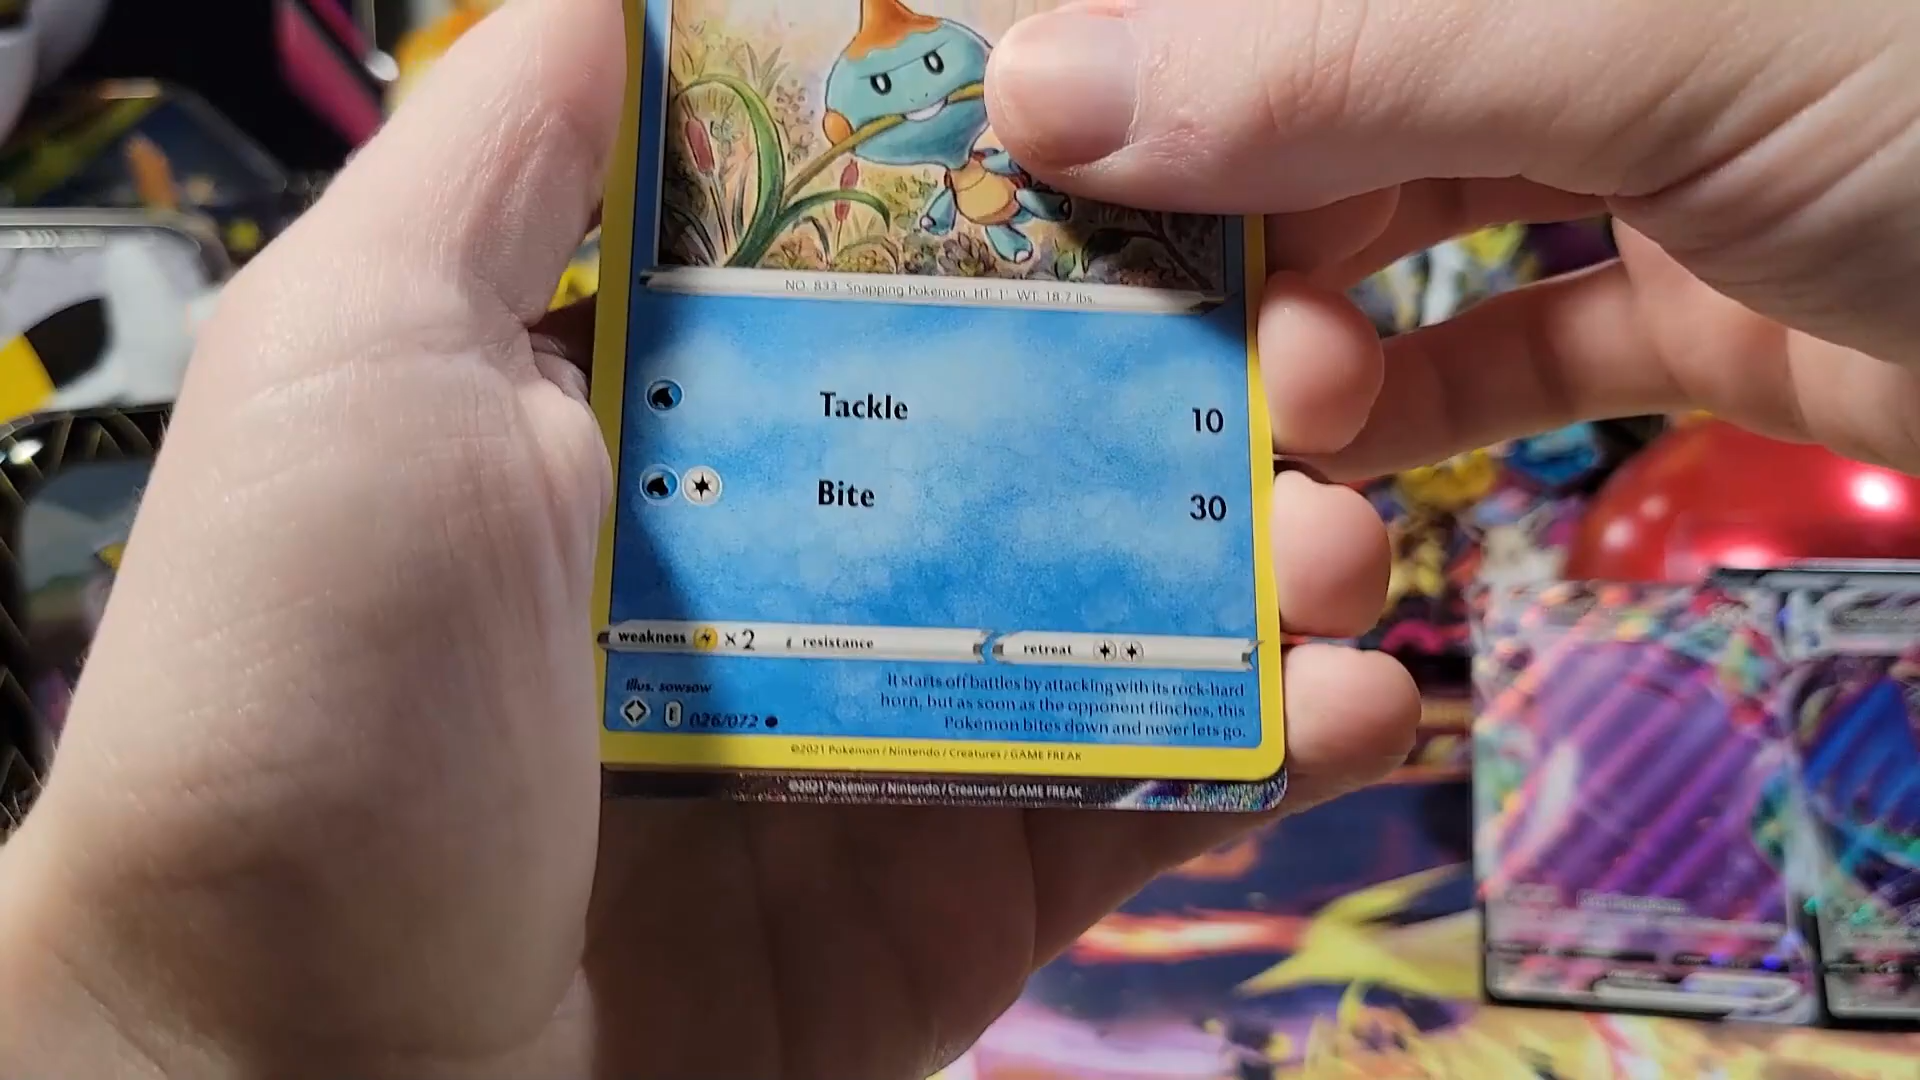 NO. 833 Snapping Pokémon HT: 1' WT: 18.7 lbs.
Tackle 10
Bite 30
weakness ×2 resistance retreat
Illus. sowsow
It starts off battles by attacking with its rock-hard
horn, but as soon as the opponent flinches, this
Pokémon bites down and never lets go.
E 026/072
©2021 Pokémon / Nintendo / Creatures / GAME FREAK
©2021 Pokémon / Nintendo / Creatures / GAME FREAK